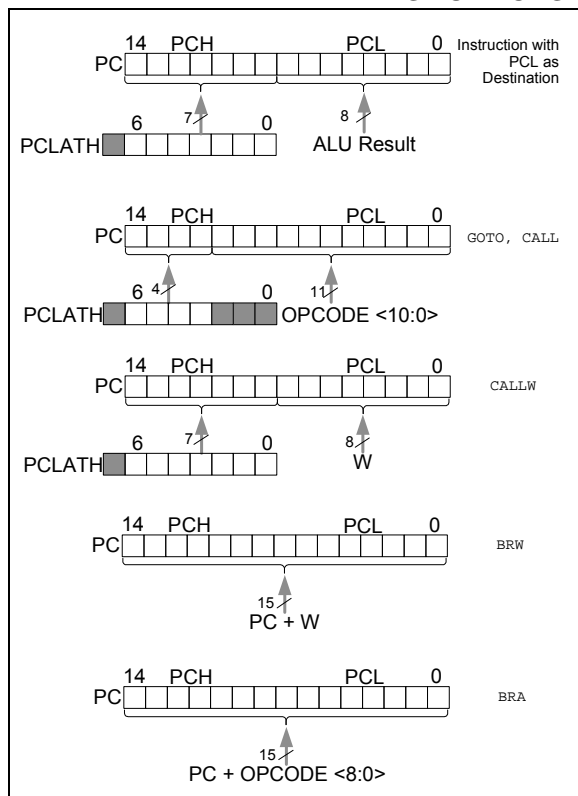 14 PCH PCL 0 Instruction with
PC PCL as
Destination
6 7 8
0
PCLATH ALU Result
14 PCH PCL 0
PC GOTO, CALL
6 4 0 11
PCLATH OPCODE <10:0>
14 PCH PCL 0
PC CALLW
6 7 0 8
PCLATH W
14 PCH PCL 0
PC BRW
15
PC + W
14 PCH PCL 0
PC BRA
15
PC + OPCODE <8:0>